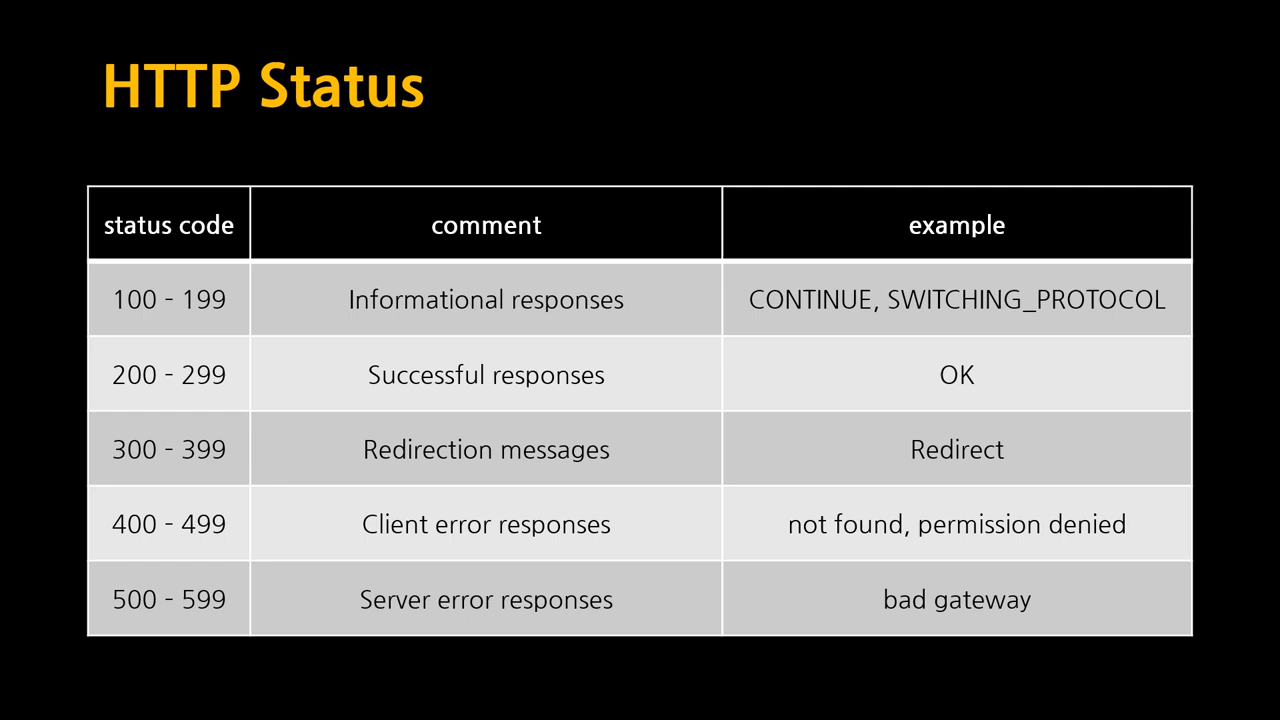 HTTP Status
status code comment example
100 - 199 Informational responses CONTINUE, SWITCHING_PROTOCOL
200 - 299 Successful responses OK
300 - 399 Redirection messages Redirect
400 - 499 Client error responses not found, permission denied
500 - 599 Server error responses bad gateway